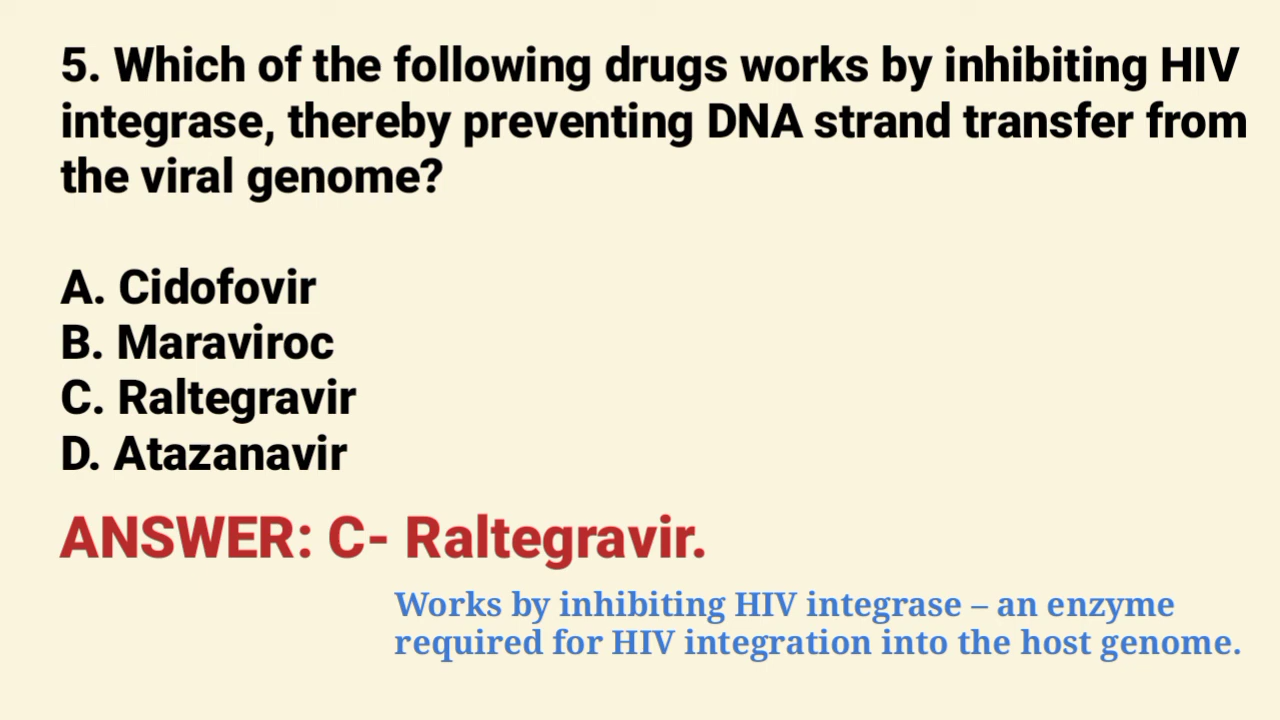 5. Which of the following drugs works by inhibiting HIV
integrase, thereby preventing DNA strand transfer from
the viral genome?
A. Cidofovir
B. Maraviroc
C. Raltegravir
D. Atazanavir
ANSWER: C- Raltegravir.
Works by inhibiting HIV integrase – an enzyme
required for HIV integration into the host genome.